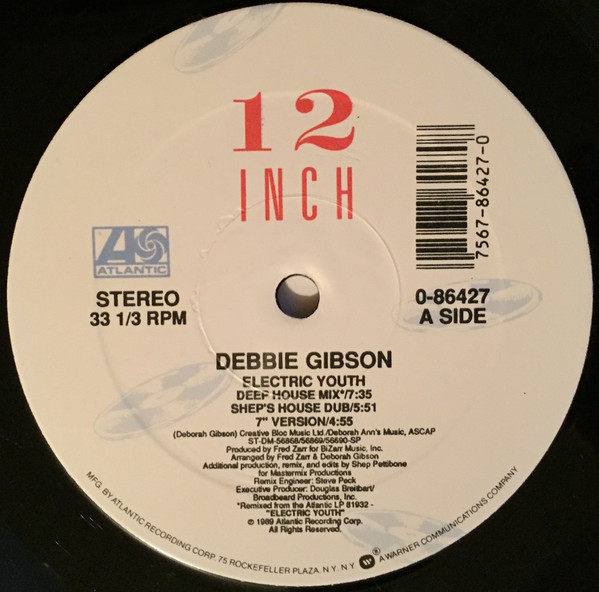 12
INCH
7567-86427-0
ATLANTIC
STEREO
33 1/3 RPM
0-86427
A SIDE
DEBBIE GIBSON
ELECTRIC YOUTH
DEEP HOUSE MIX*/7:35
SHEP'S HOUSE DUB/5:51
7" VERSION/4:55
(Deborah Gibson) Creative Bloc Music Ltd./Deborah Ann's Music, ASCAP
ST-DM-56868/56869/56690-SP
Produced by Fred Zarr for BiZarr Music, Inc.
Arranged by Fred Zarr & Deborah Gibson
Additional production, remix, and edits by Shep Pettibone
for Mastermix Productions
Remix Engineer: Steve Peck
Executive Producer: Douglas Breitbart/
Broadbeard Productions, Inc.
*Remixed from the Atlantic LP 81932 -
"ELECTRIC YOUTH"
© 1989 Atlantic Recording Corp.
All Rights Reserved.
MFG. BY ATLANTIC RECORDING CORP. 75 ROCKEFELLER PLAZA, N.Y., N.Y. ® A WARNER COMMUNICATIONS COMPANY